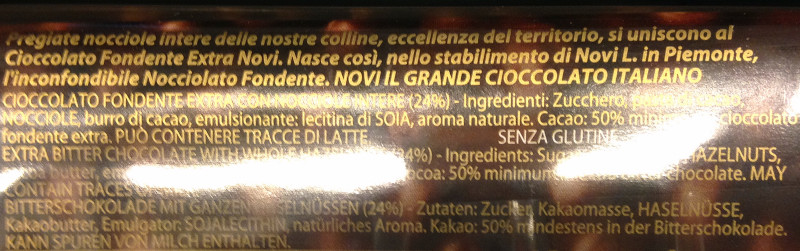 Pregiate nocciole intere delle nostre colline, eccellenza del territorio, si uniscono al
Cioccolato Fondente Extra Novi. Nasce così, nello stabilimento di Novi L. in Piemonte,
l'inconfondibile Nocciolato Fondente. NOVI IL GRANDE CIOCCOLATO ITALIANO
CIOCCOLATO FONDENTE EXTRA CON NOCCIOLE INTERE (24%) - Ingredienti: Zucchero, cacao,
NOCCIOLE, burro di cacao, emulsionante: lecitina di SOIA, aroma naturale. Cacao: 50% cioccolato
fondente extra. PUÒ CONTENERE TRACCE DI LATTE. SENZA GLUTINE
EXTRA BITTER CHOCOLATE WITH WHOLE (24%) - Ingredients: HAZELNUTS,
butter, 50% minimum chocolate. MAY
CONTAIN TRACES
BITTERSCHOKOLADE MIT GANZEN HASELNÜSSEN (24%) - Zutaten: Zucker, Kakaomasse, HASELNÜSSE,
Kakaobutter, Emulgator: SOJALECITHIN, natürliches Aroma. Kakao: 50% mindestens in der Bitterschokolade.
KANN SPUREN VON MILCH ENTHALTEN.